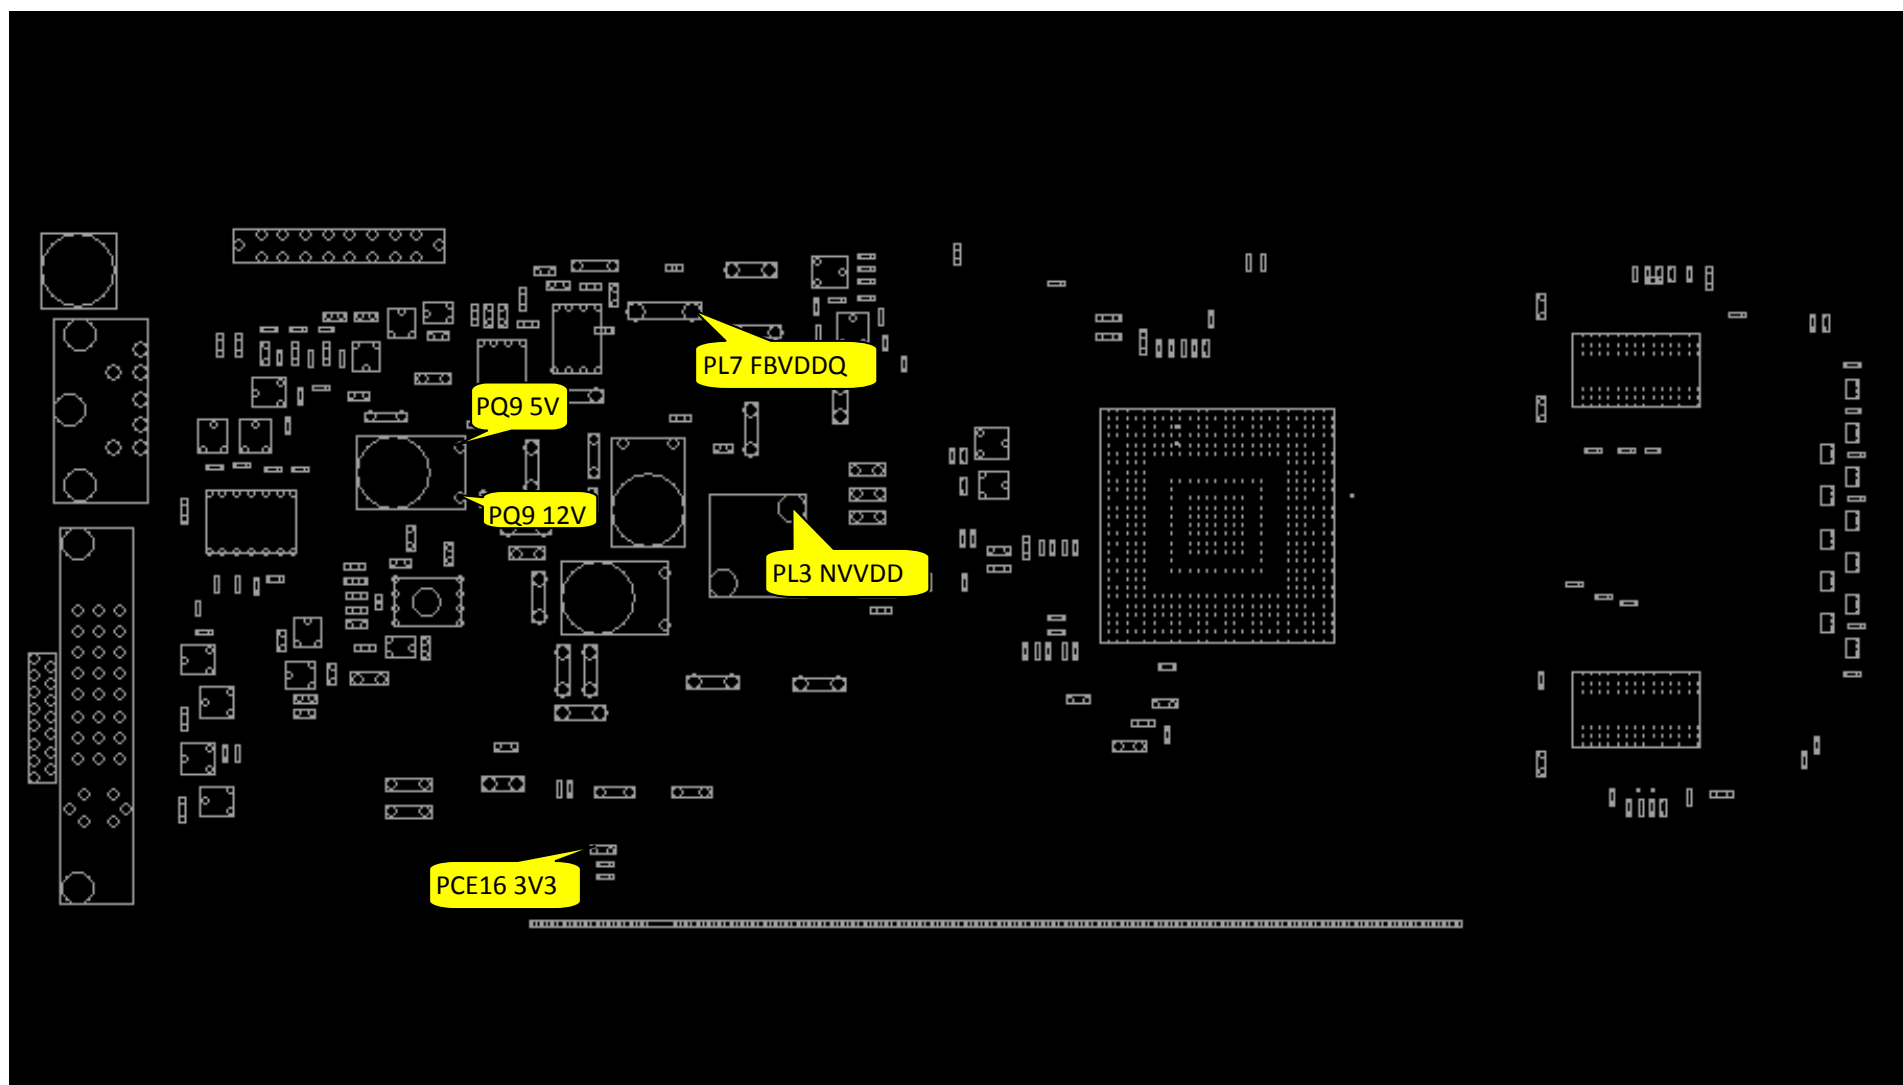 PL7 FBVDDQ
PQ9 5V
PQ9 12V
PL3 NVVDD
PCE16 3V3